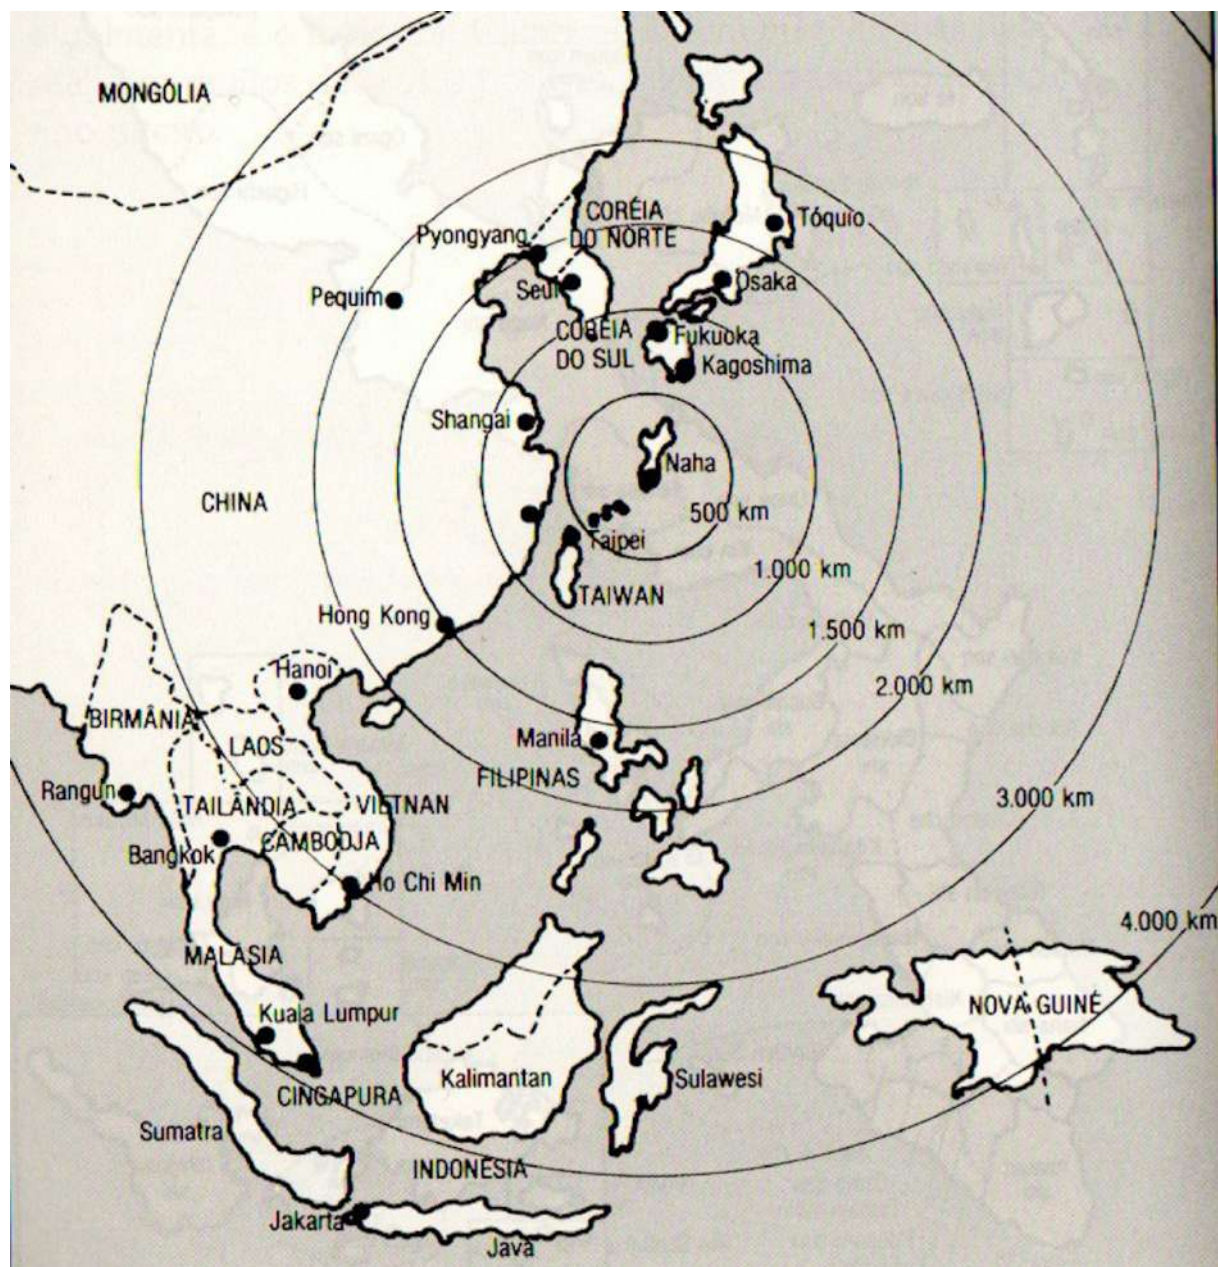 MONGÓLIA
CORÉIA
DO NORTE
Tóquio
Pyongyang
Pequim
Seul
Osaka
CORÉIA
DO SUL
Fukuoka
Kagoshima
Shangai
Naha
CHINA
500 km
Taipei
1.000 km
TAIWAN
Hong Kong
1.500 km
Hanoi
2.000 km
BIRMÂNIA
LAOS
Manila
FILIPINAS
Rangun
TAILÂNDIA
VIETNAN
3.000 km
CAMBODJA
Bangkok
Ho Chi Min
4.000 km
MALÁSIA
NOVA GUINÉ
Kuala Lumpur
Kalimantan
Sulawesi
CINGAPURA
Sumatra
INDONÉSIA
Jakarta
Java